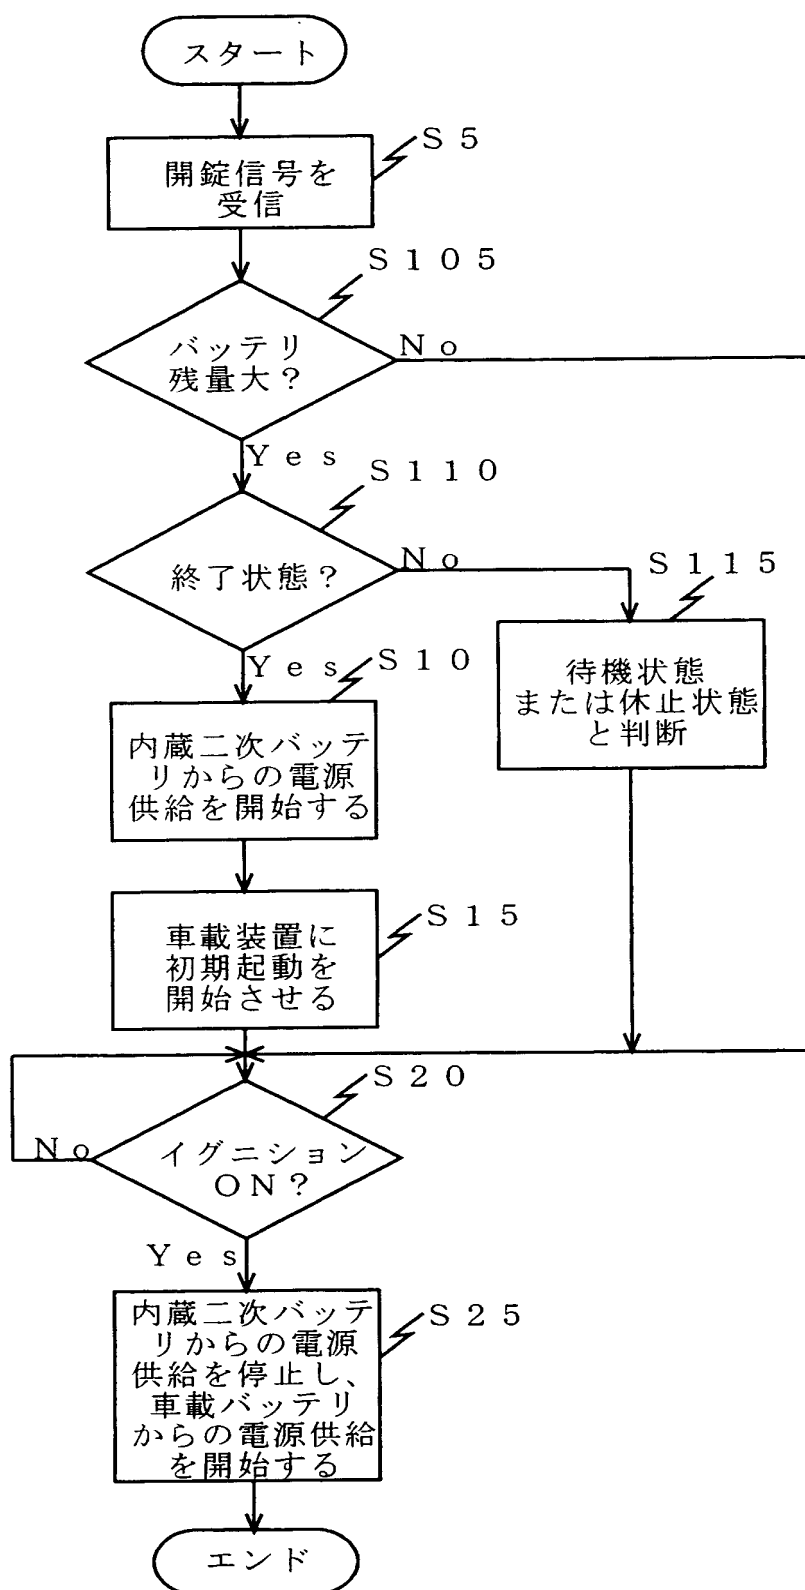 スタート
S5
開錠信号を
受信
S105
バッテリ
残量大?
No
Yes
S110
終了状態?
No
S115
待機状態
または休止状態
と判断
Yes
S10
内蔵二次バッテ
リからの電源
供給を開始する
S15
車載装置に
初期起動を
開始させる
S20
イグニション
ON?
No
Yes
S25
内蔵二次バッテ
リからの電源
供給を停止し、
車載バッテリ
からの電源供給
を開始する
エンド